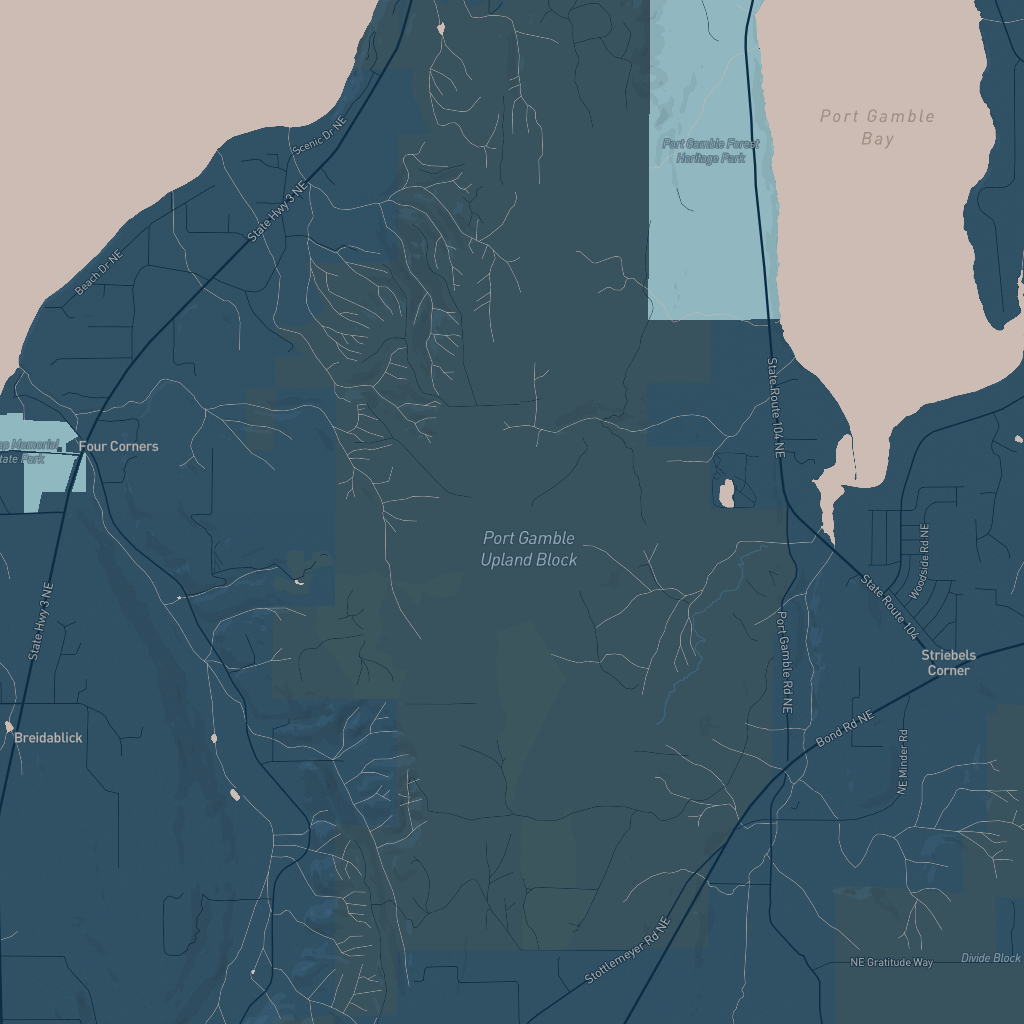 Port Gamble
Bay
Scenic Dr NE
Port Gamble Forest
Heritage Park
State Hwy 3 NE
Beach Dr NE
State Route 104 NE
Memorial
State Park
Four Corners
Port Gamble
Upland Block
Woodside Rd NE
State Hwy 3 NE
State Route 104
Port Gamble Rd NE
Striebels
Corner
Breidablick
Bond Rd NE
NE Minder Rd
Stottlemeyer Rd NE
NE Gratitude Way
Divide Block